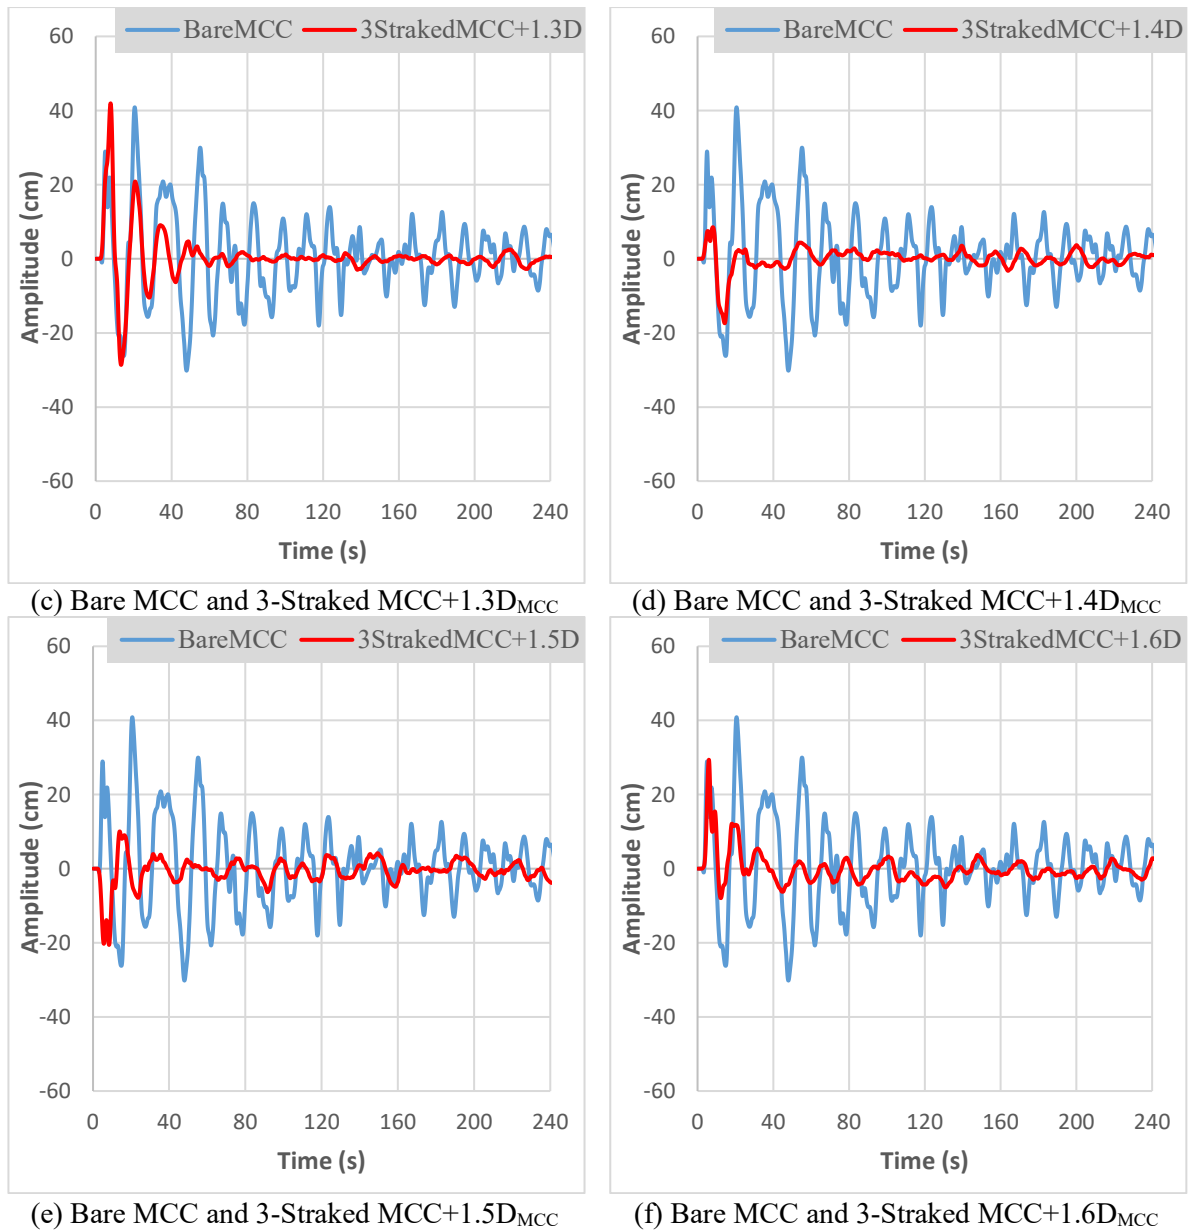 BareMCC 3StrakedMCC+1.3D
60
40
20
0
-20
-40
-60
Amplitude (cm)
0 40 80 120 160 200 240
Time (s)
(c) Bare MCC and 3-Straked MCC+1.3DMCC
BareMCC 3StrakedMCC+1.4D
60
40
20
0
-20
-40
-60
Amplitude (cm)
0 40 80 120 160 200 240
Time (s)
(d) Bare MCC and 3-Straked MCC+1.4DMCC
BareMCC 3StrakedMCC+1.5D
60
40
20
0
-20
-40
-60
Amplitude (cm)
0 40 80 120 160 200 240
Time (s)
(e) Bare MCC and 3-Straked MCC+1.5DMCC
BareMCC 3StrakedMCC+1.6D
60
40
20
0
-20
-40
-60
Amplitude (cm)
0 40 80 120 160 200 240
Time (s)
(f) Bare MCC and 3-Straked MCC+1.6DMCC